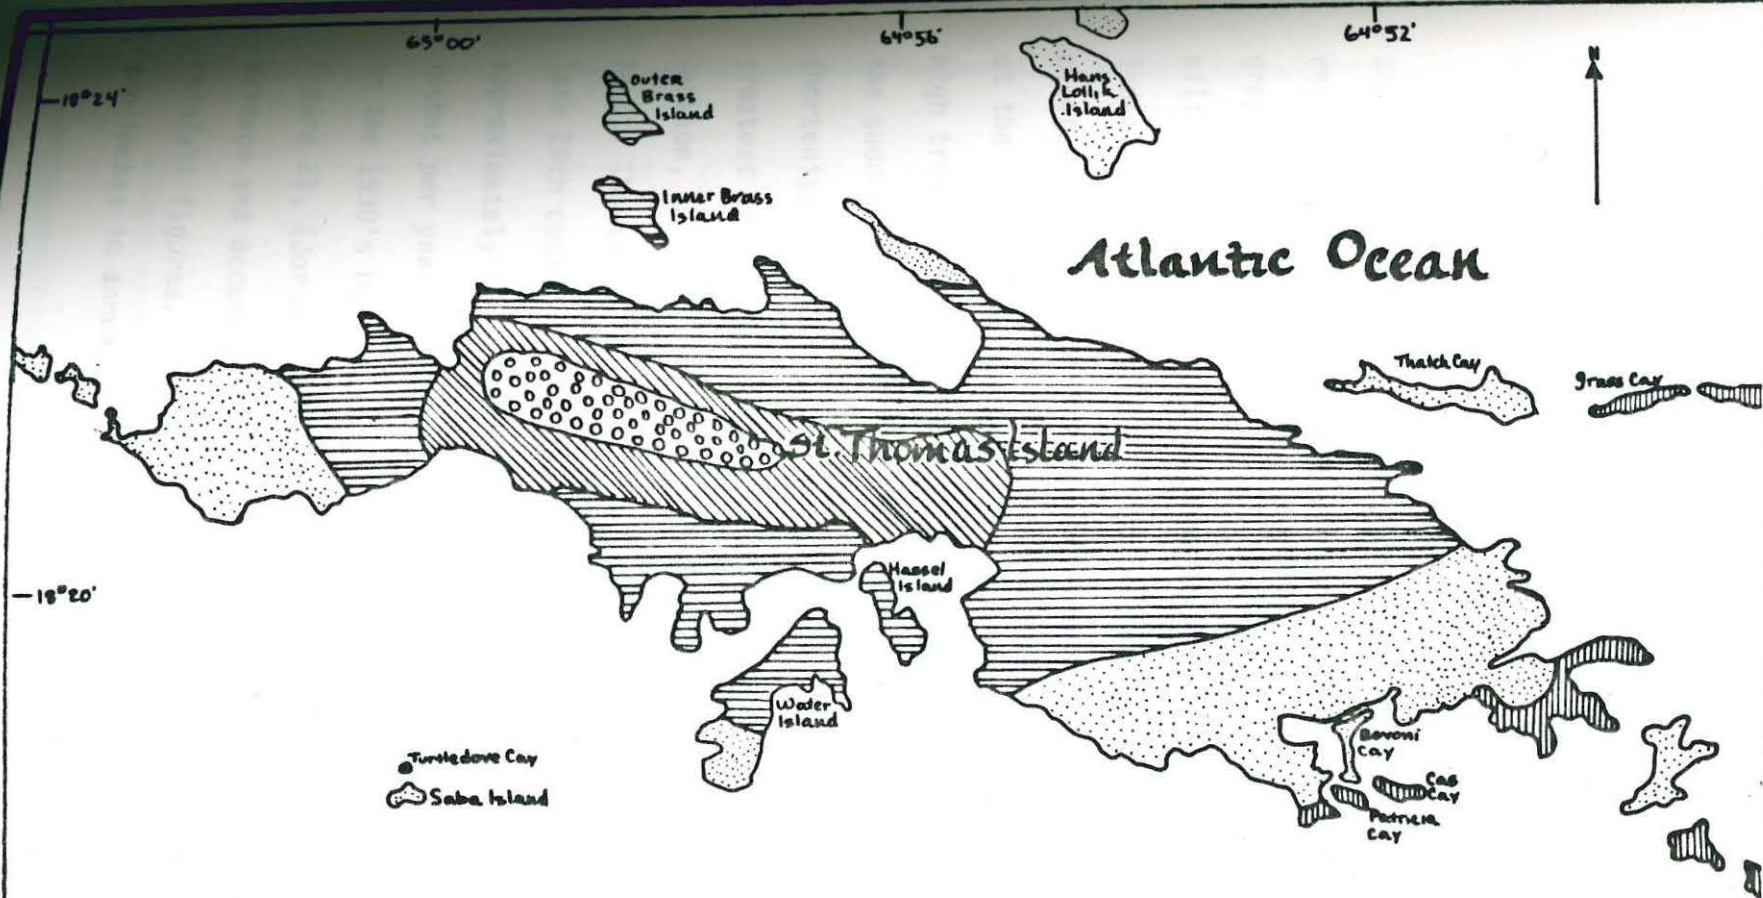 65°00'
64°56'
64°52'
N
18°24'
Outer
Brass
Island
Hans
Lollik
Island
Inner Brass
Island
Atlantic Ocean
Thatch Cay
Grass Cay
St. Thomas Island
18°20'
Hassel
Island
Water
Island
Bovoni
Cay
Turtledove Cay
Saba Island
Cas
Cay
Patricia
Cay